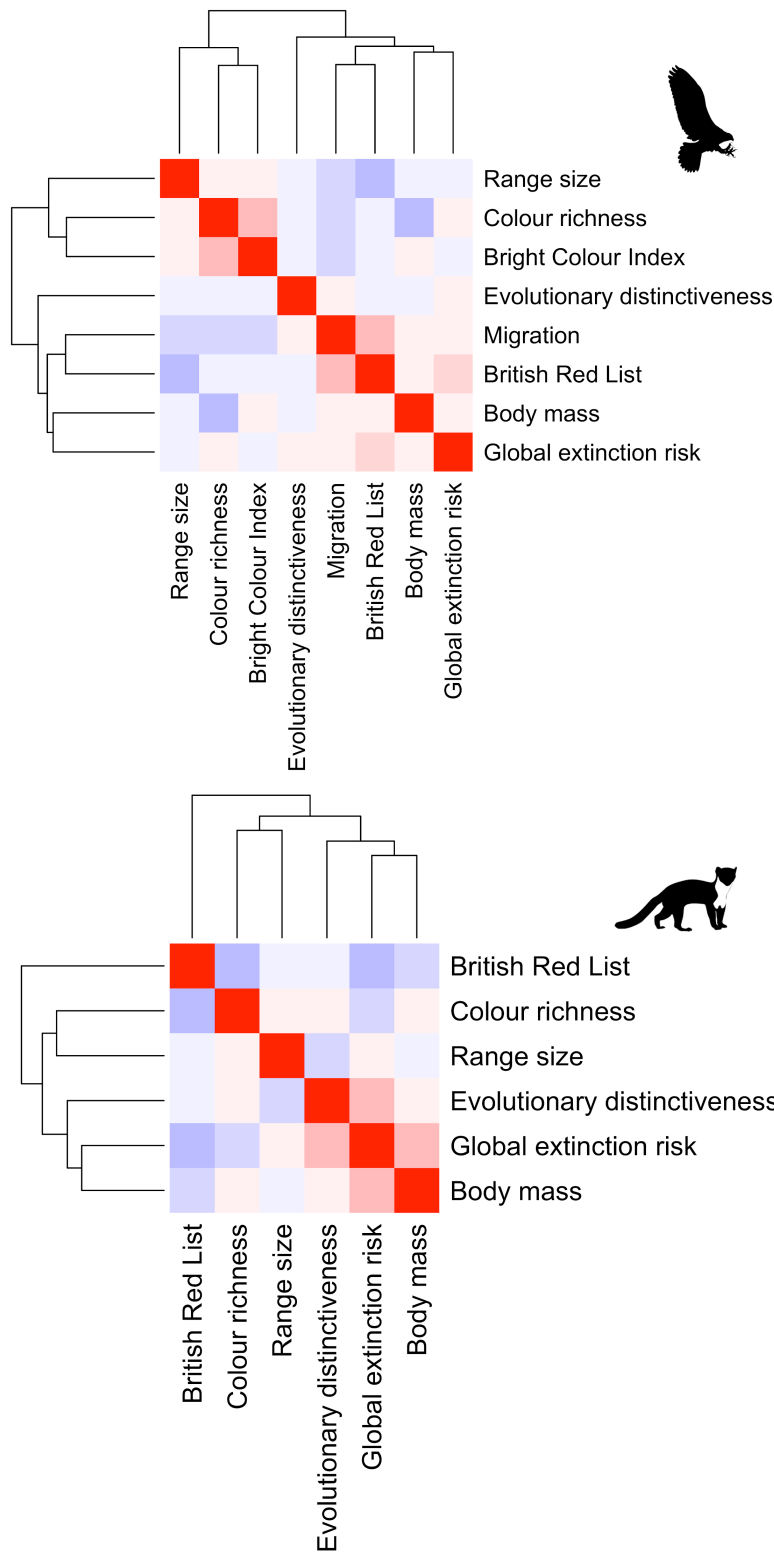 Range size
Colour richness
Bright Colour Index
Evolutionary distinctiveness
Migration
British Red List
Body mass
Global extinction risk
Range size
Colour richness
Bright Colour Index
Evolutionary distinctiveness
Migration
British Red List
Body mass
Global extinction risk
British Red List
Colour richness
Range size
Evolutionary distinctiveness
Global extinction risk
Body mass
British Red List
Colour richness
Range size
Evolutionary distinctiveness
Global extinction risk
Body mass